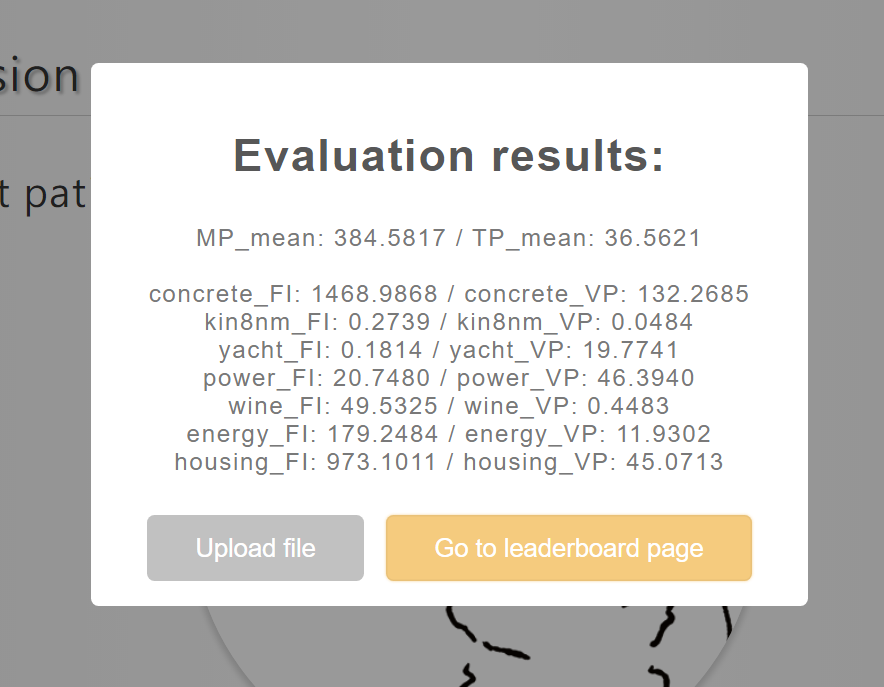 sion
t pat
Evaluation results:
MP_mean: 384.5817 / TP_mean: 36.5621
concrete_FI: 1468.9868 / concrete_VP: 132.2685
kin8nm_FI: 0.2739 / kin8nm_VP: 0.0484
yacht_FI: 0.1814 / yacht_VP: 19.7741
power_FI: 20.7480 / power_VP: 46.3940
wine_FI: 49.5325 / wine_VP: 0.4483
energy_FI: 179.2484 / energy_VP: 11.9302
housing_FI: 973.1011 / housing_VP: 45.0713
Upload file
Go to leaderboard page